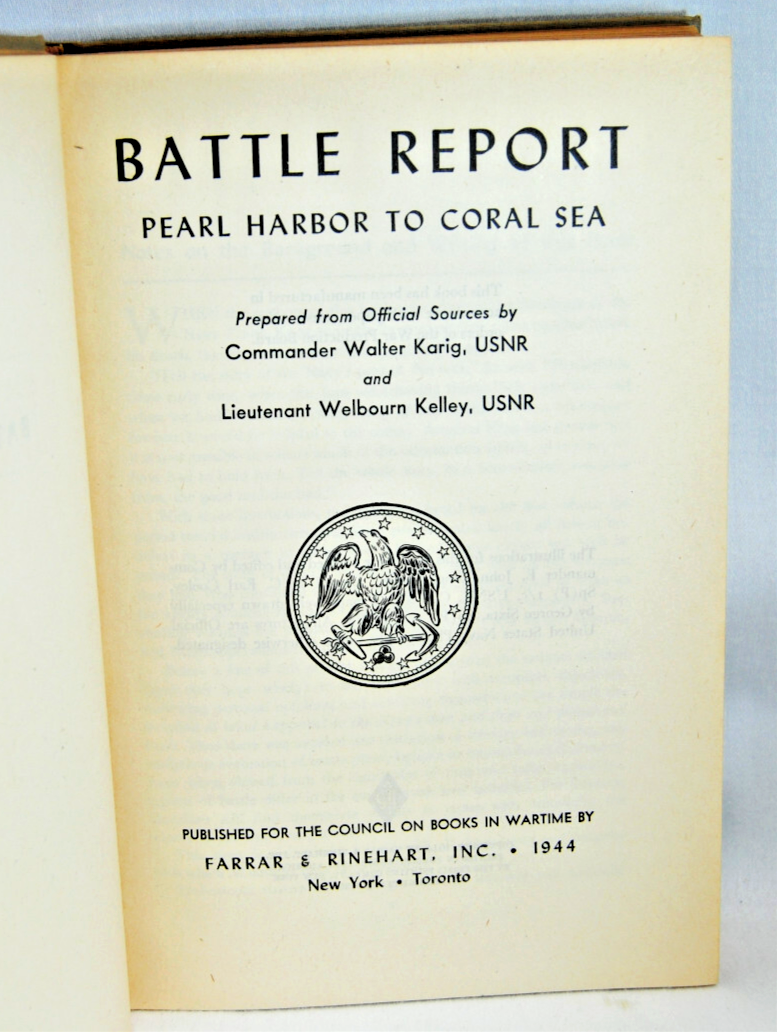 BATTLE REPORT
PEARL HARBOR TO CORAL SEA
Prepared from Official Sources by
Commander Walter Karig, USNR
and
Lieutenant Welbourn Kelley, USNR
PUBLISHED FOR THE COUNCIL ON BOOKS IN WARTIME BY
FARRAR & RINEHART, INC. • 1944
New York • Toronto